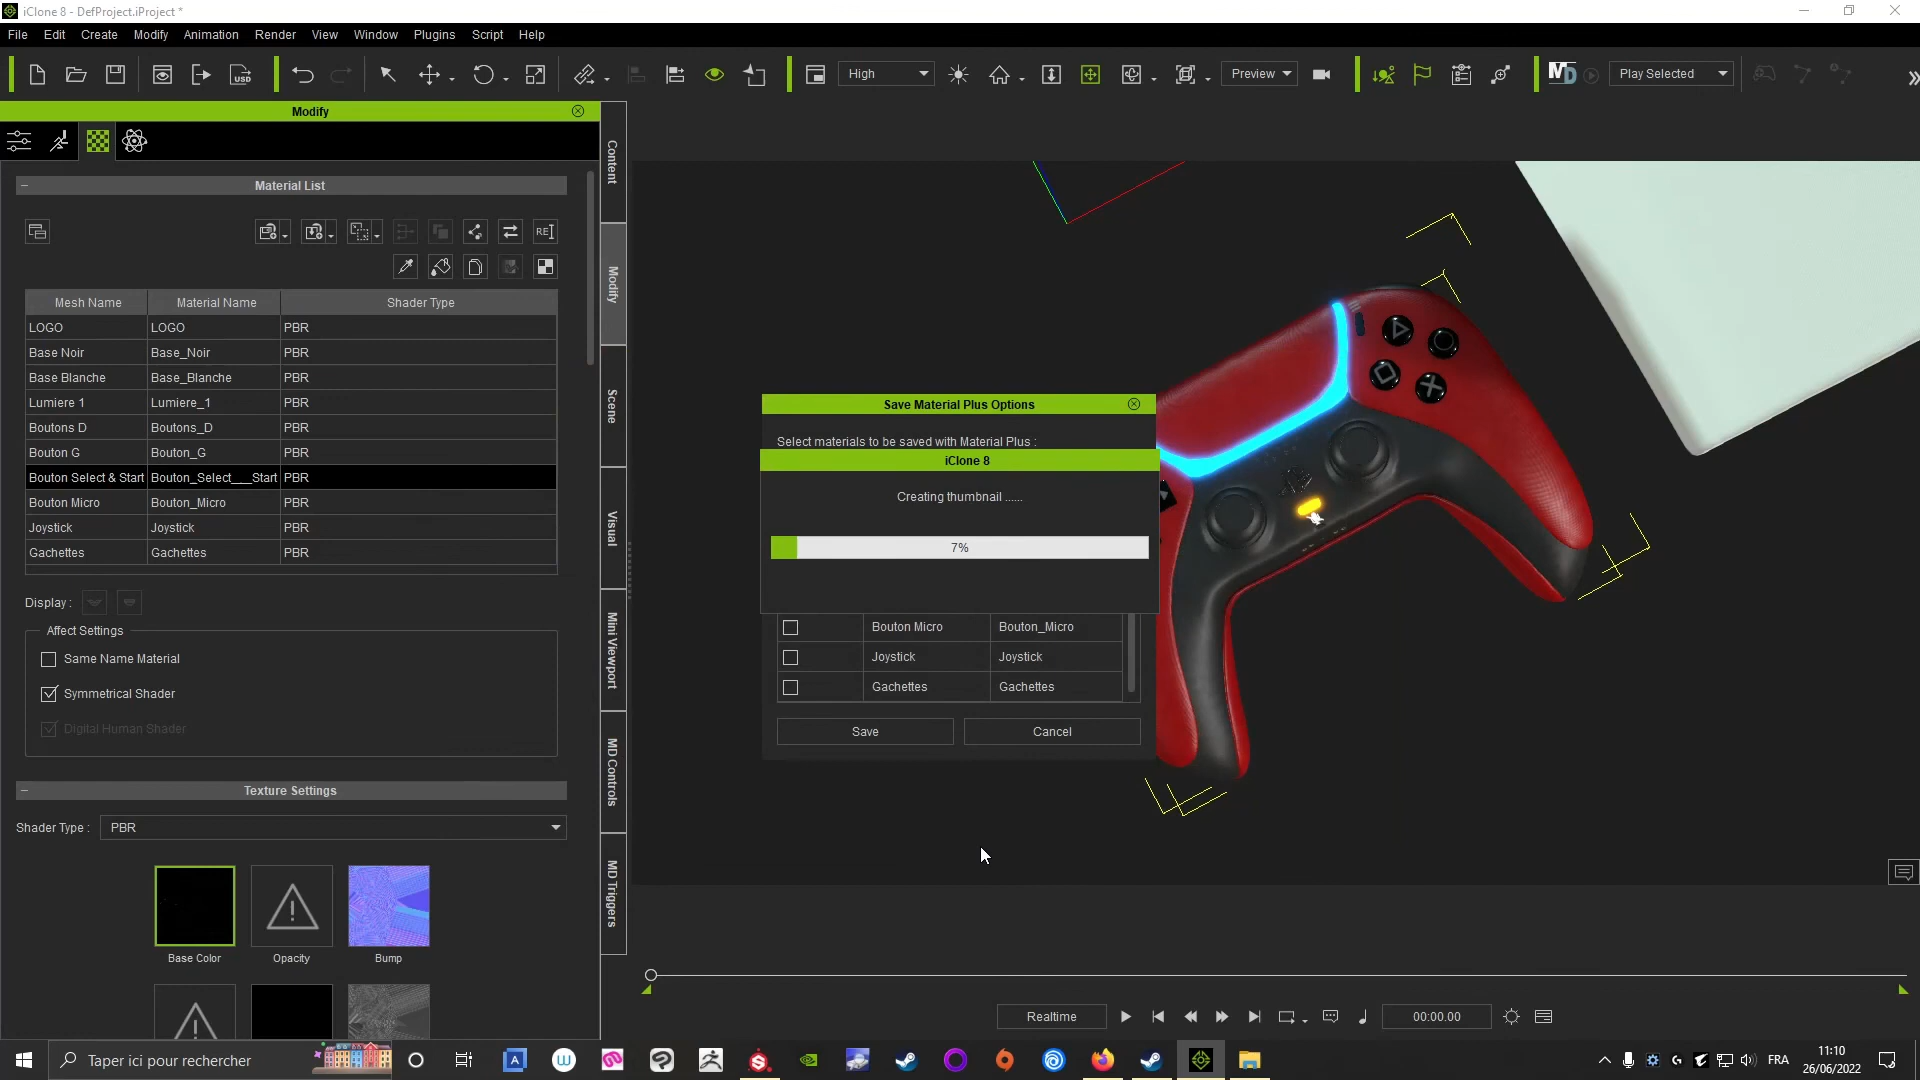 iClone 8 - DefProject.iProject *
File Edit Create Modify Animation Render View Window Plugins Script Help
USD High Preview MD Play Selected
Modify
Material List
RE
Mesh Name Material Name Shader Type
LOGO LOGO PBR
Base Noir Base_Noir PBR
Base Blanche Base_Blanche PBR
Lumiere 1 Lumiere_1 PBR
Boutons D Boutons_D PBR
Bouton G Bouton_G PBR
Bouton Select & Start Bouton_Select___Start PBR
Bouton Micro Bouton_Micro PBR
Joystick Joystick PBR
Gachettes Gachettes PBR
Display :
Affect Settings
Same Name Material
Symmetrical Shader
Digital Human Shader
Texture Settings
Shader Type : PBR
Base Color Opacity Bump
Content
Modify
Scene
Visual
Mini Viewport
MD Controls
MD Triggers
Save Material Plus Options
Select materials to be saved with Material Plus :
iClone 8
Creating thumbnail ......
7%
Bouton Micro Bouton_Micro
Joystick Joystick
Gachettes Gachettes
Save Cancel
Realtime 00:00.00
Taper ici pour rechercher
FRA
11:10
26/06/2022